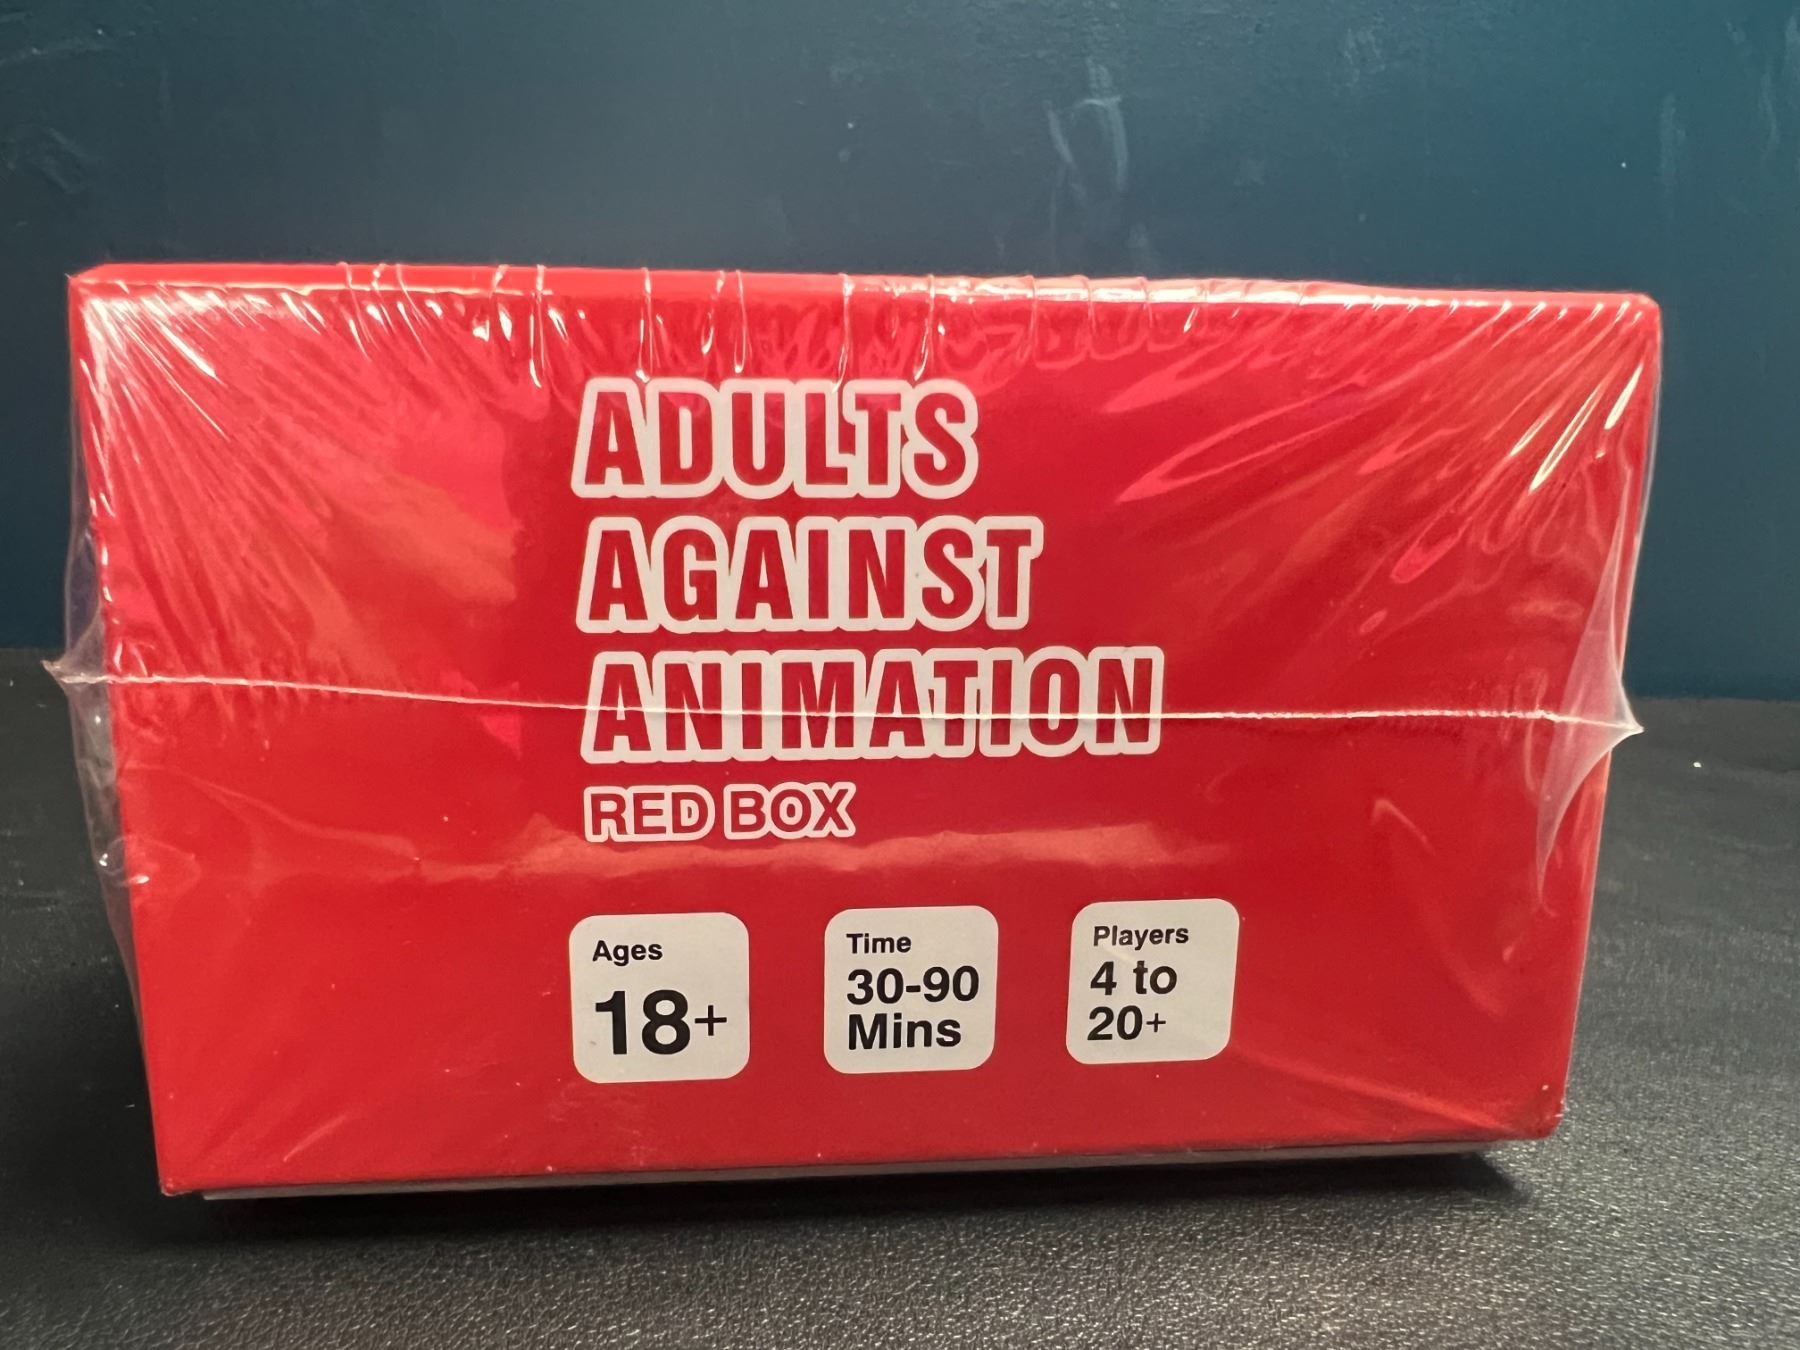 ADULTS
AGAINST
ANIMATION
RED BOX
Ages
18+
Time
30-90
Mins
Players
4 to
20+